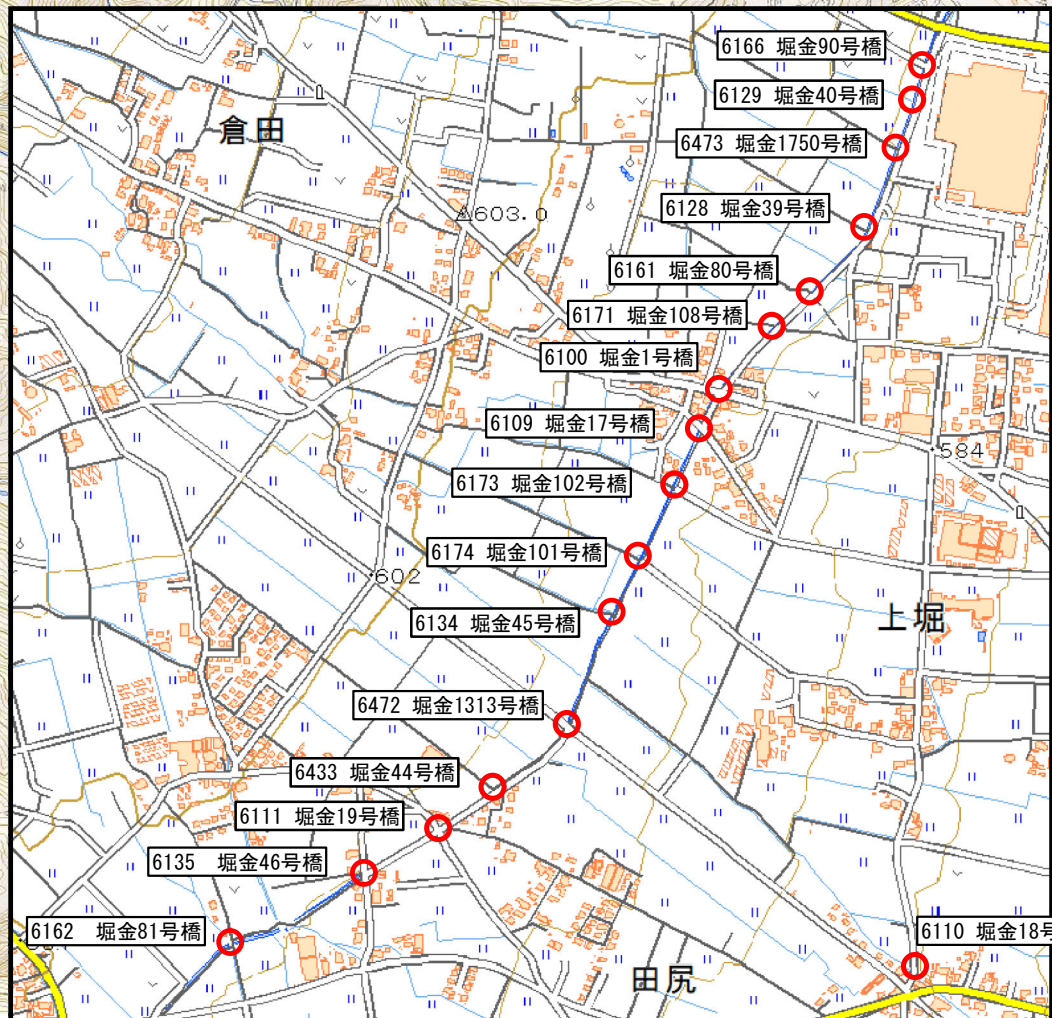 6166 堀金90号橋
6129 堀金40号橋
倉田
6473 堀金1750号橋
603.0
6128 堀金39号橋
6161 堀金80号橋
6171 堀金108号橋
6100 堀金1号橋
6109 堀金17号橋
584
6173 堀金102号橋
6174 堀金101号橋
602
6134 堀金45号橋
上堀
6472 堀金1313号橋
6433 堀金44号橋
6111 堀金19号橋
6135 堀金46号橋
6162 堀金81号橋
6110 堀金18号
田尻